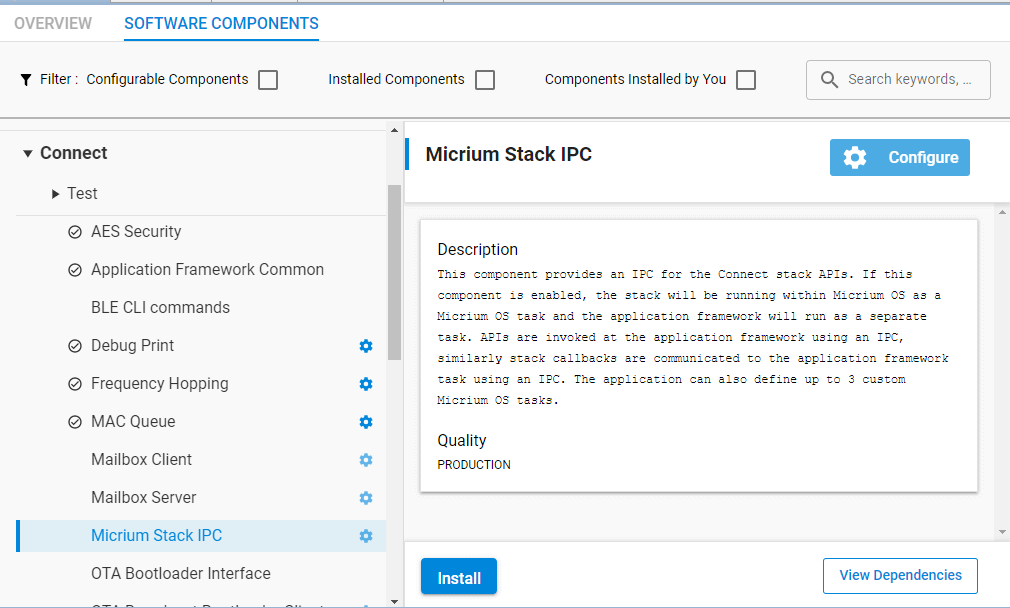 OVERVIEW SOFTWARE COMPONENTS
Filter : Configurable Components Installed Components Components Installed by You Search keywords, ...
Connect
Test
AES Security
Application Framework Common
BLE CLI commands
Debug Print
Frequency Hopping
MAC Queue
Mailbox Client
Mailbox Server
Micrium Stack IPC
OTA Bootloader Interface
Micrium Stack IPC
Configure
Description
This component provides an IPC for the Connect stack APIs. If this
component is enabled, the stack will be running within Micrium OS as a
Micrium OS task and the application framework will run as a separate
task. APIs are invoked at the application framework using an IPC,
similarly stack callbacks are communicated to the application framework
task using an IPC. The application can also define up to 3 custom
Micrium OS tasks.
Quality
PRODUCTION
Install
View Dependencies